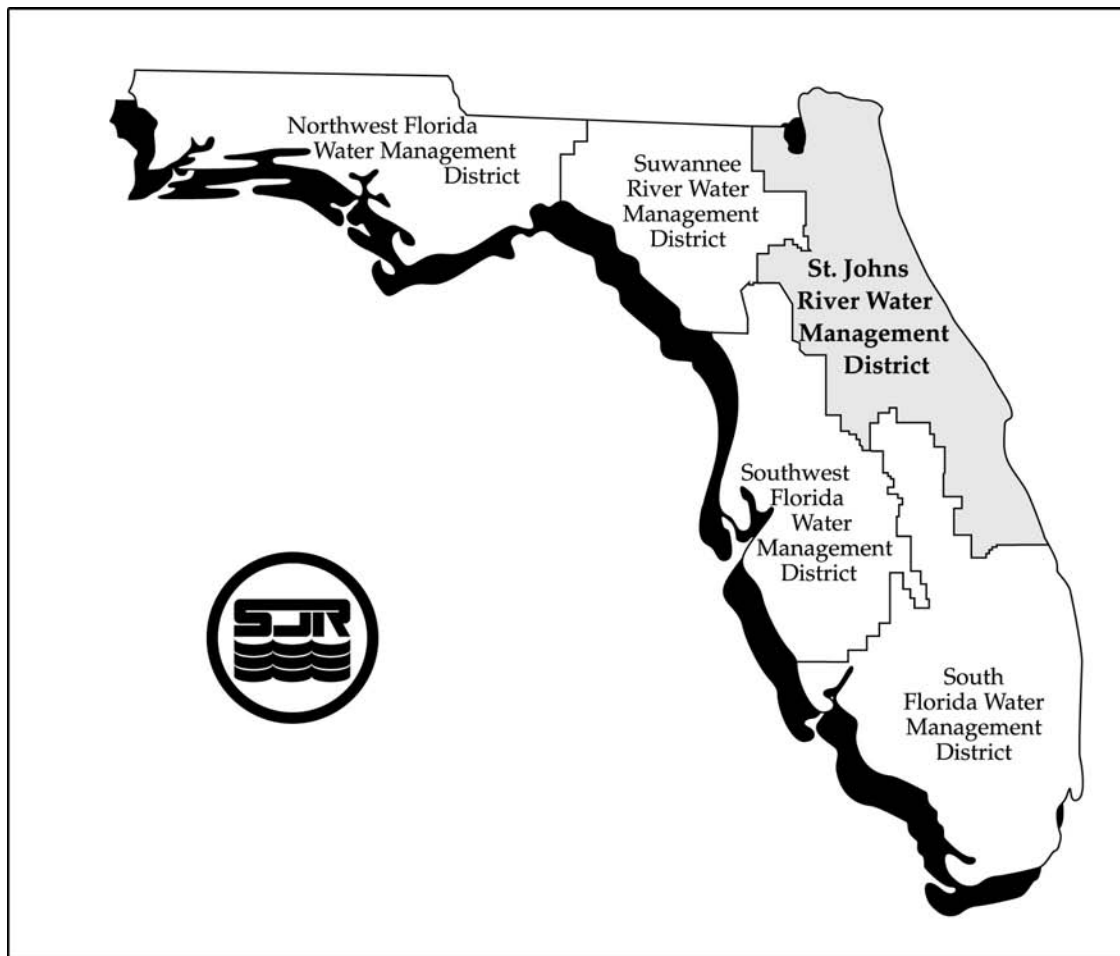 Northwest Florida
Water Management
District
Suwannee
River Water
Management
District
St. Johns
River Water
Management
District
Southwest
Florida
Water
Management
District
South
Florida Water
Management
District
SJR